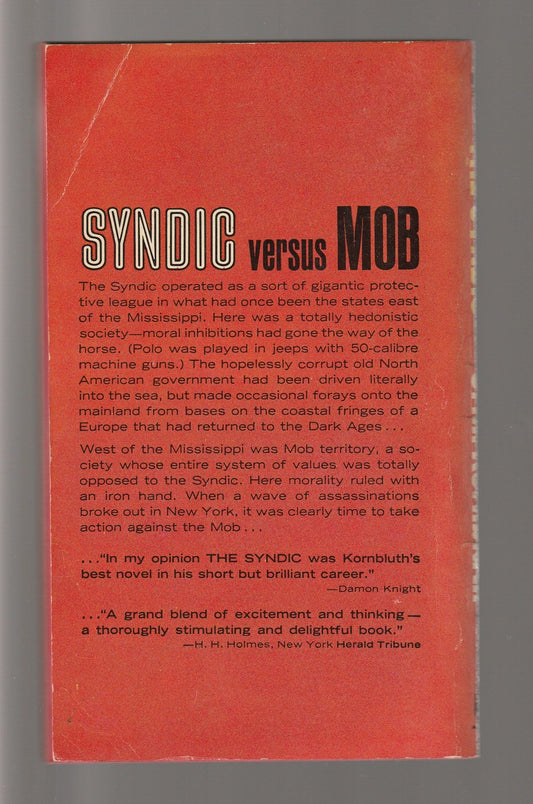 SYNDIC versus MOB
The Syndic operated as a sort of gigantic protec-
tive league in what had once been the states east
of the Mississippi. Here was a totally hedonistic
society—moral inhibitions had gone the way of the
horse. (Polo was played in jeeps with 50-calibre
machine guns.) The hopelessly corrupt old North
American government had been driven literally
into the sea, but made occasional forays onto the
mainland from bases on the coastal fringes of a
Europe that had returned to the Dark Ages...
West of the Mississippi was Mob territory, a so-
ciety whose entire system of values was totally
opposed to the Syndic. Here morality ruled with
an iron hand. When a wave of assassinations
broke out in New York, it was clearly time to take
action against the Mob...
..."In my opinion THE SYNDIC was Kornbluth's
best novel in his short but brilliant career."
—Damon Knight
..."A grand blend of excitement and thinking—
a thoroughly stimulating and delightful book."
—H. H. Holmes, New York Herald Tribune